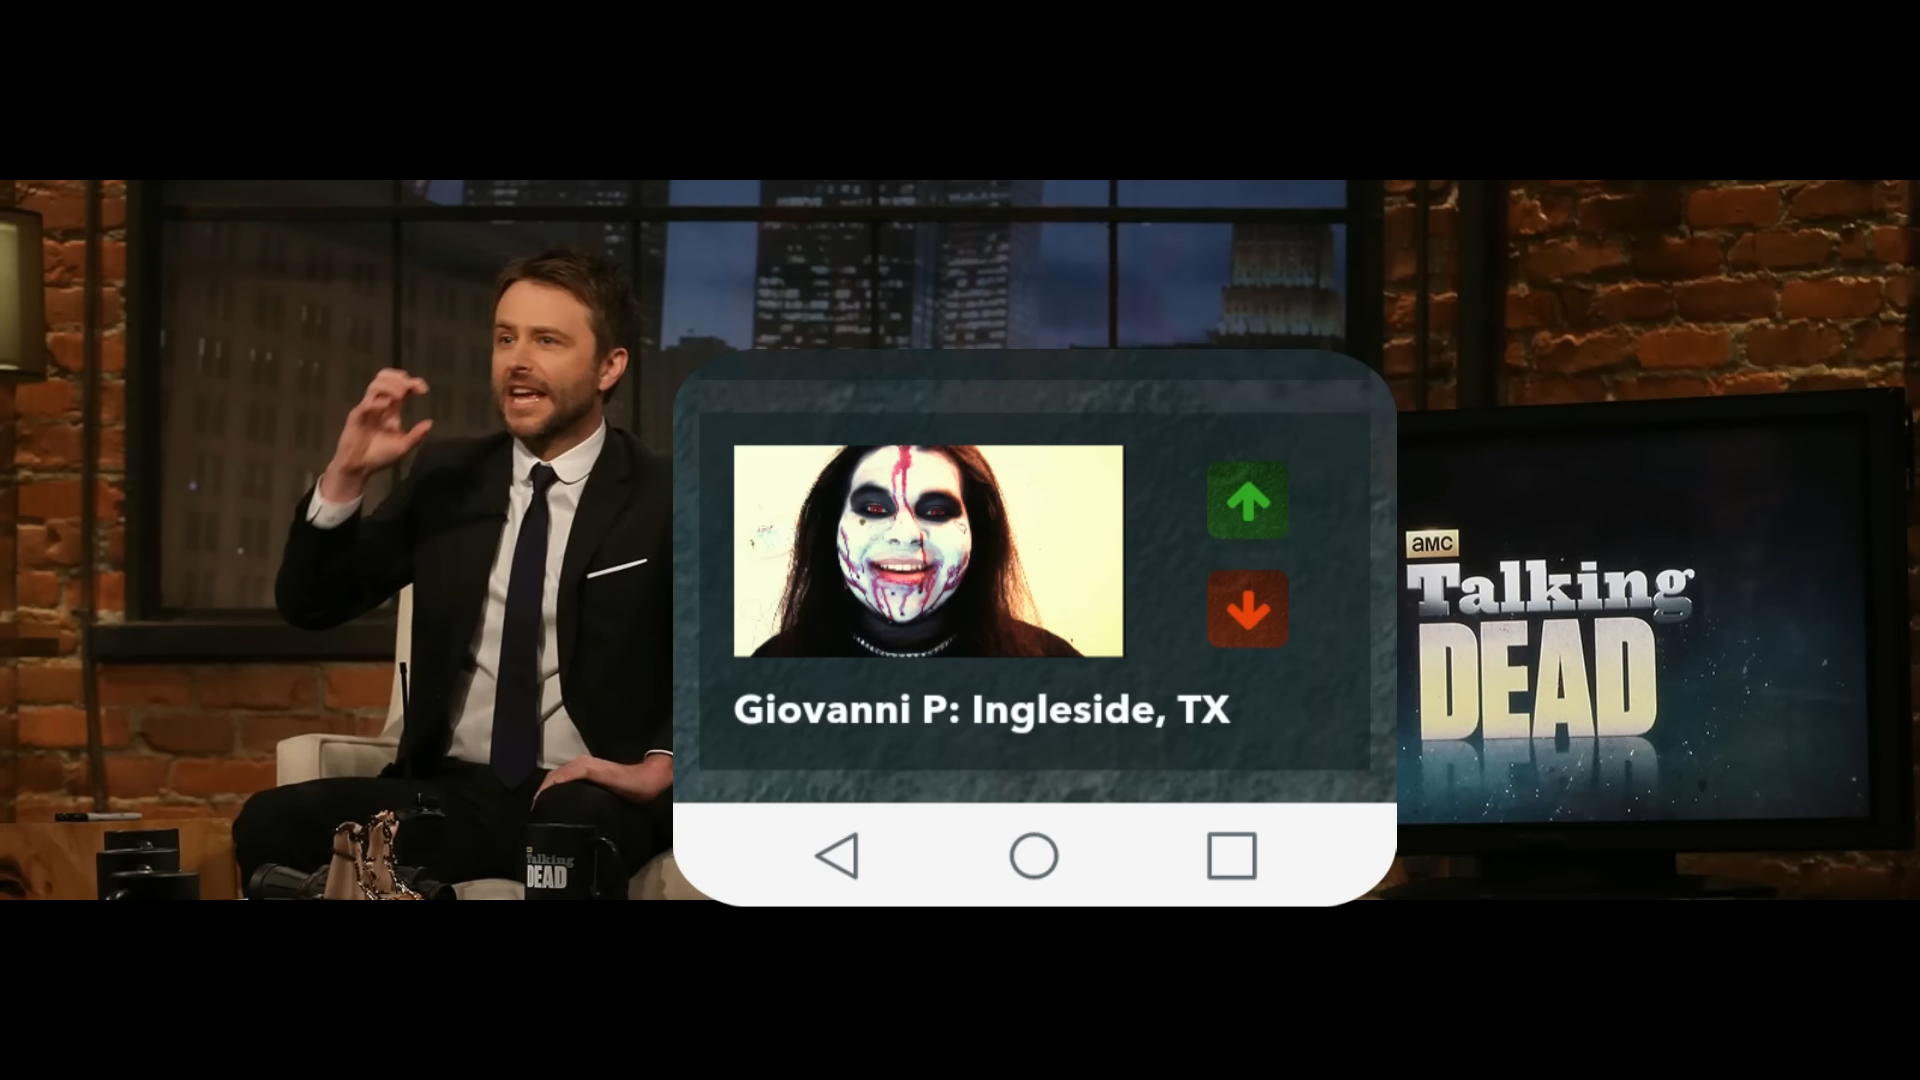 Giovanni P: Ingleside, TX
aMC
Talking
DEAD
Talking
DEAD